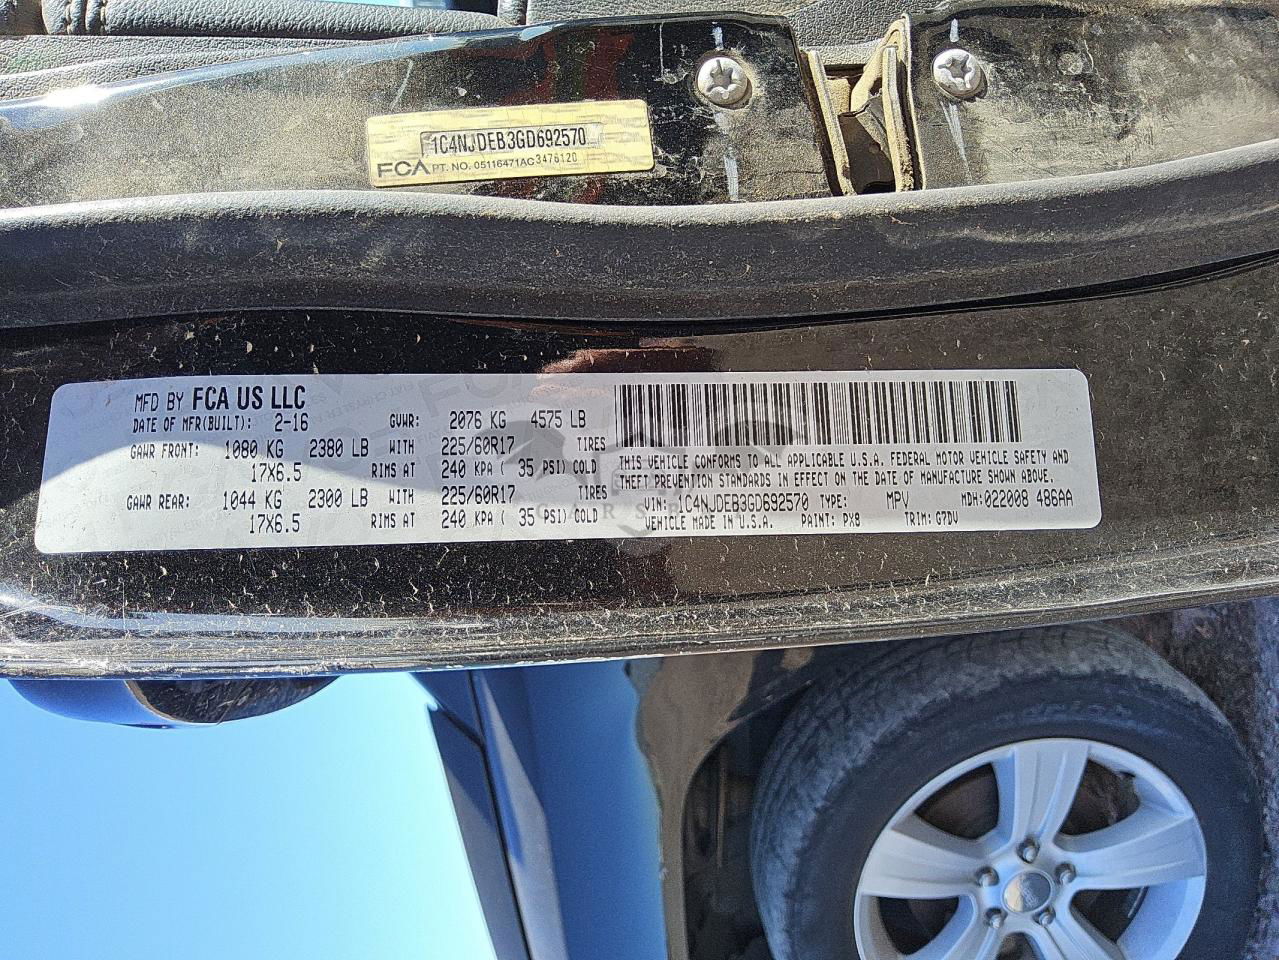 1C4NJDEB3GD692570
FCA PT. NO. 05116471AC 3476120
MFD BY FCA US LLC
DATE OF MFR(BUILT): 2-16 GVWR: 2076 KG 4575 LB
GAWR FRONT: 1080 KG 2380 LB WITH 225/60R17 TIRES
17X6.5 RIMS AT 240 KPA ( 35 PSI) COLD
GAWR REAR: 1044 KG 2300 LB WITH 225/60R17 TIRES
17X6.5 RIMS AT 240 KPA ( 35 PSI) COLD
THIS VEHICLE CONFORMS TO ALL APPLICABLE U.S.A. FEDERAL MOTOR VEHICLE SAFETY AND
THEFT PREVENTION STANDARDS IN EFFECT ON THE DATE OF MANUFACTURE SHOWN ABOVE.
VIN: 1C4NJDEB3GD692570 TYPE: MPV MDH: 022008 486AA
VEHICLE MADE IN U.S.A. PAINT: PX8 TRIM: G7DV